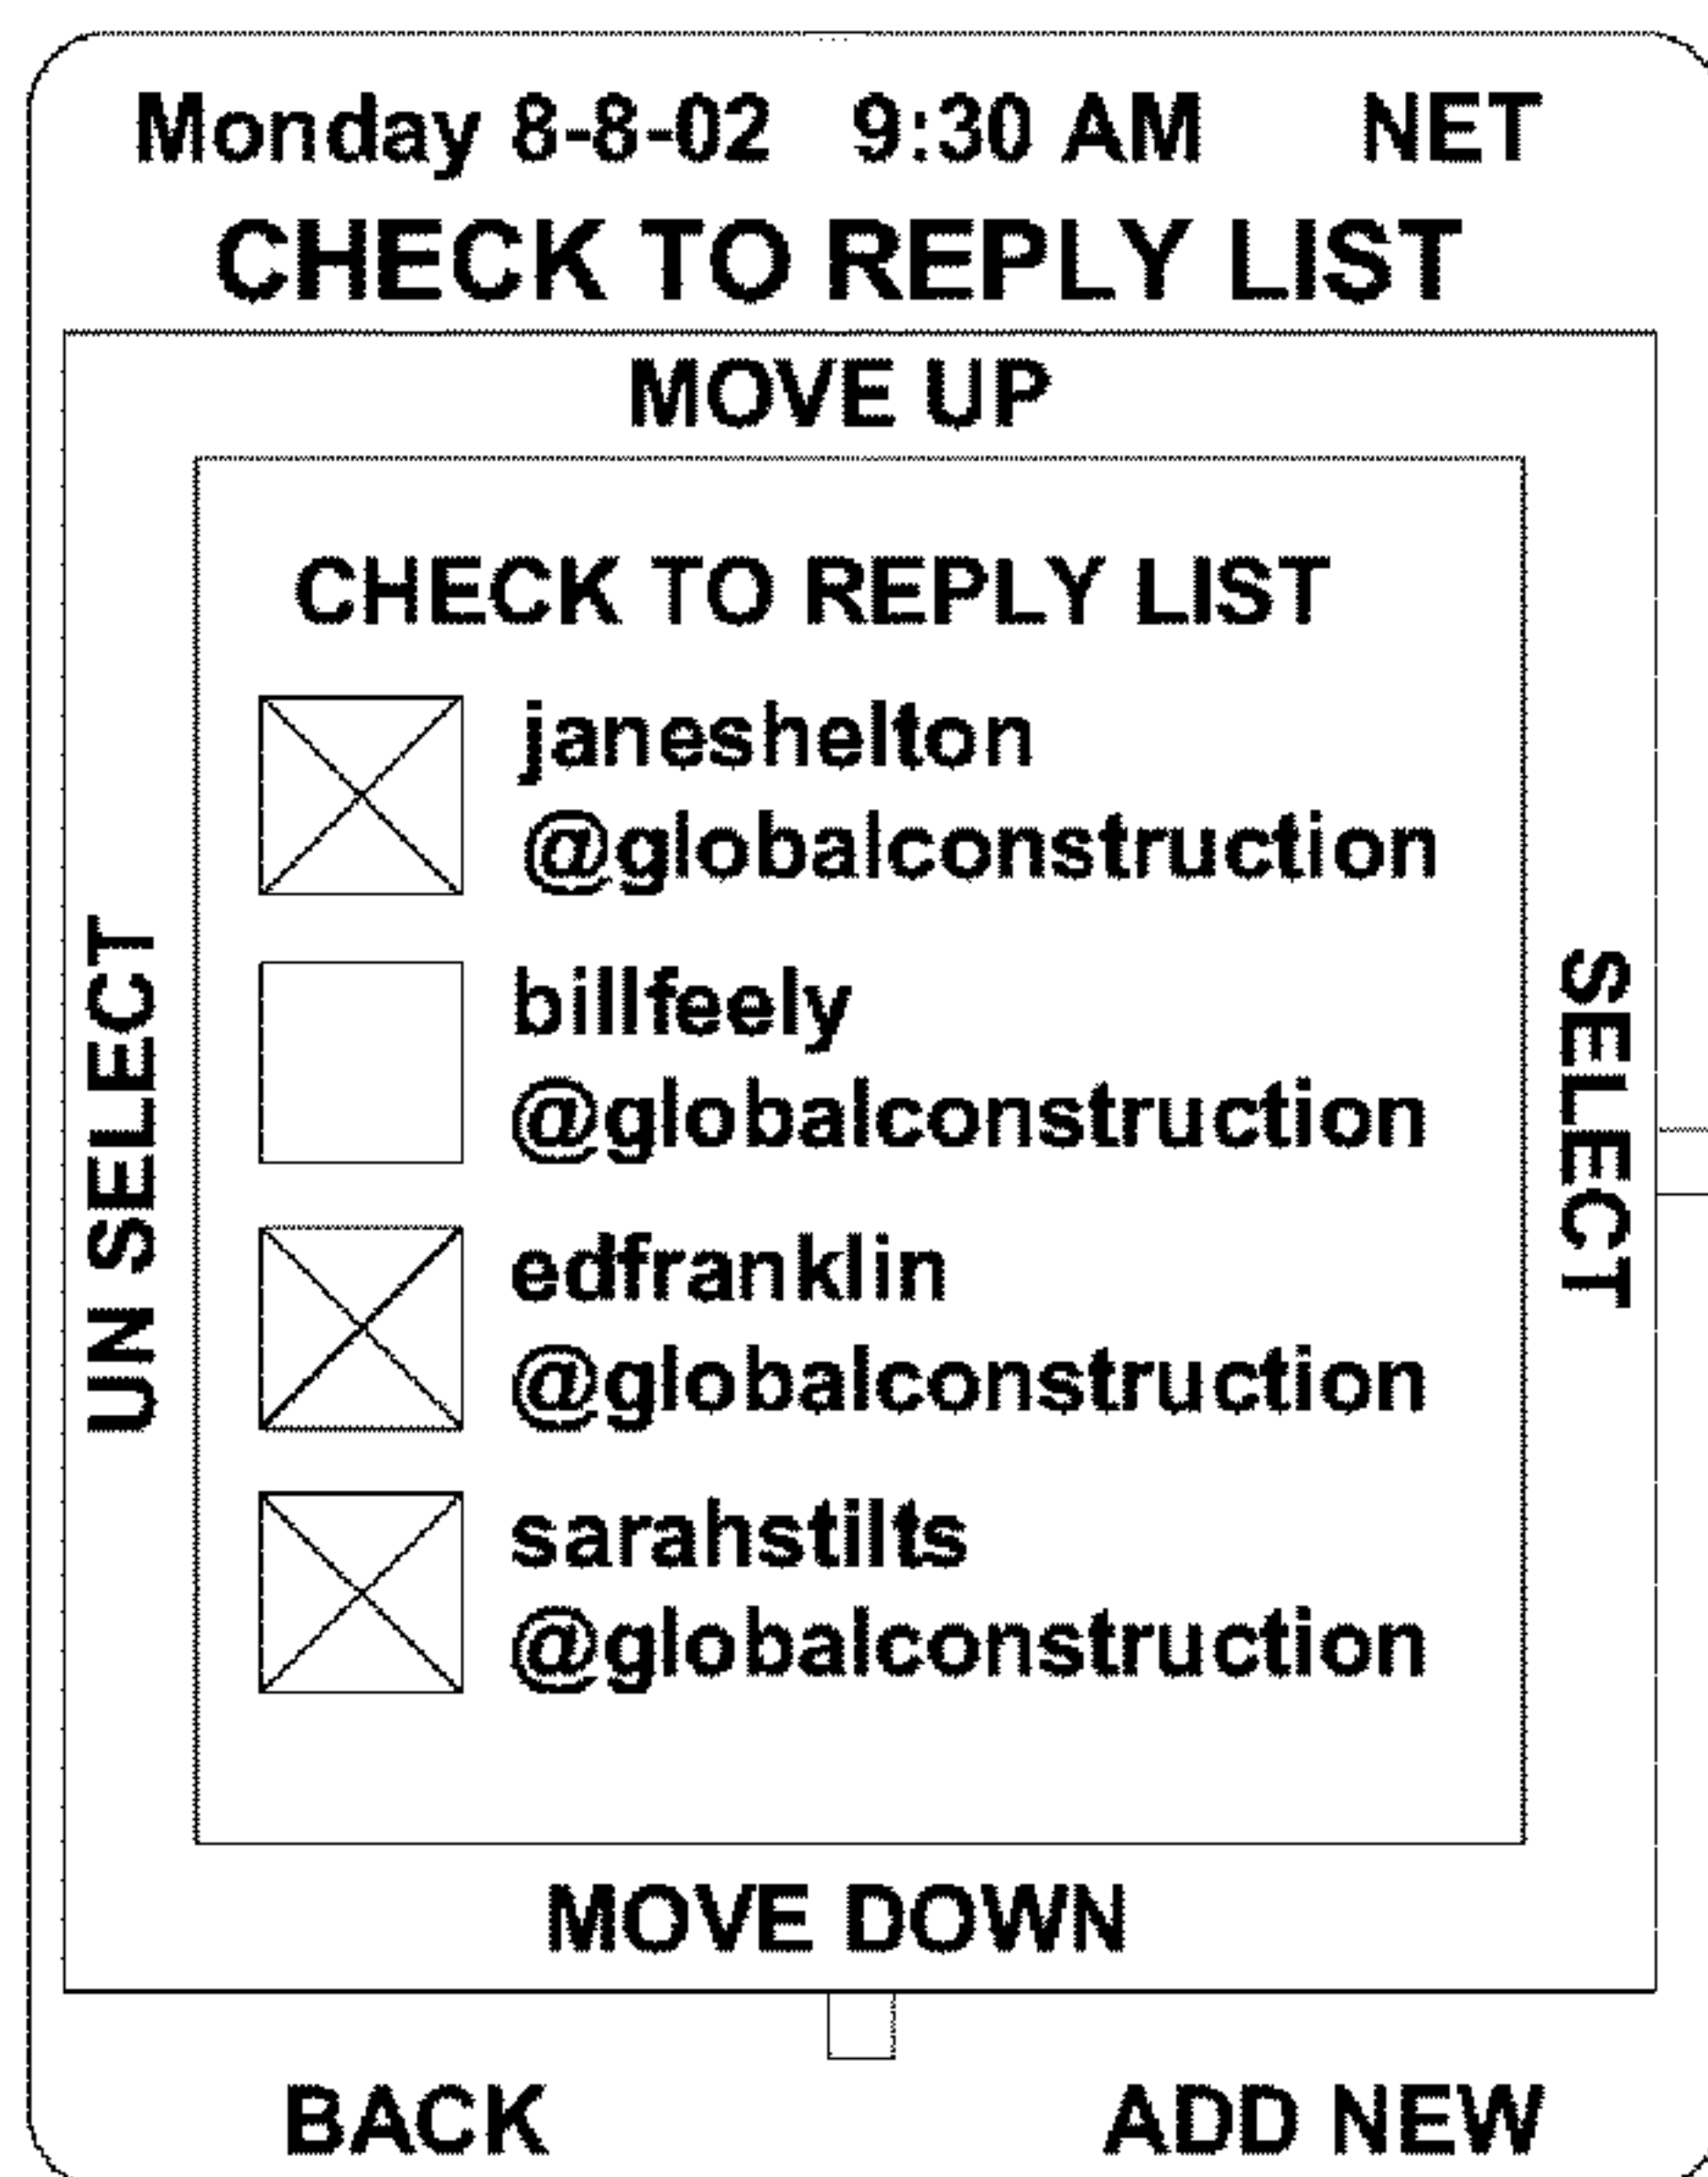 Monday 8-8-02 9:30 AM NET
CHECK TO REPLY LIST
MOVE UP
CHECK TO REPLY LIST
janeshelton
@globalconstruction
billfeely
@globalconstruction
edfranklin
@globalconstruction
sarahstilts
@globalconstruction
UN SELECT
SELECT
MOVE DOWN
BACK ADD NEW